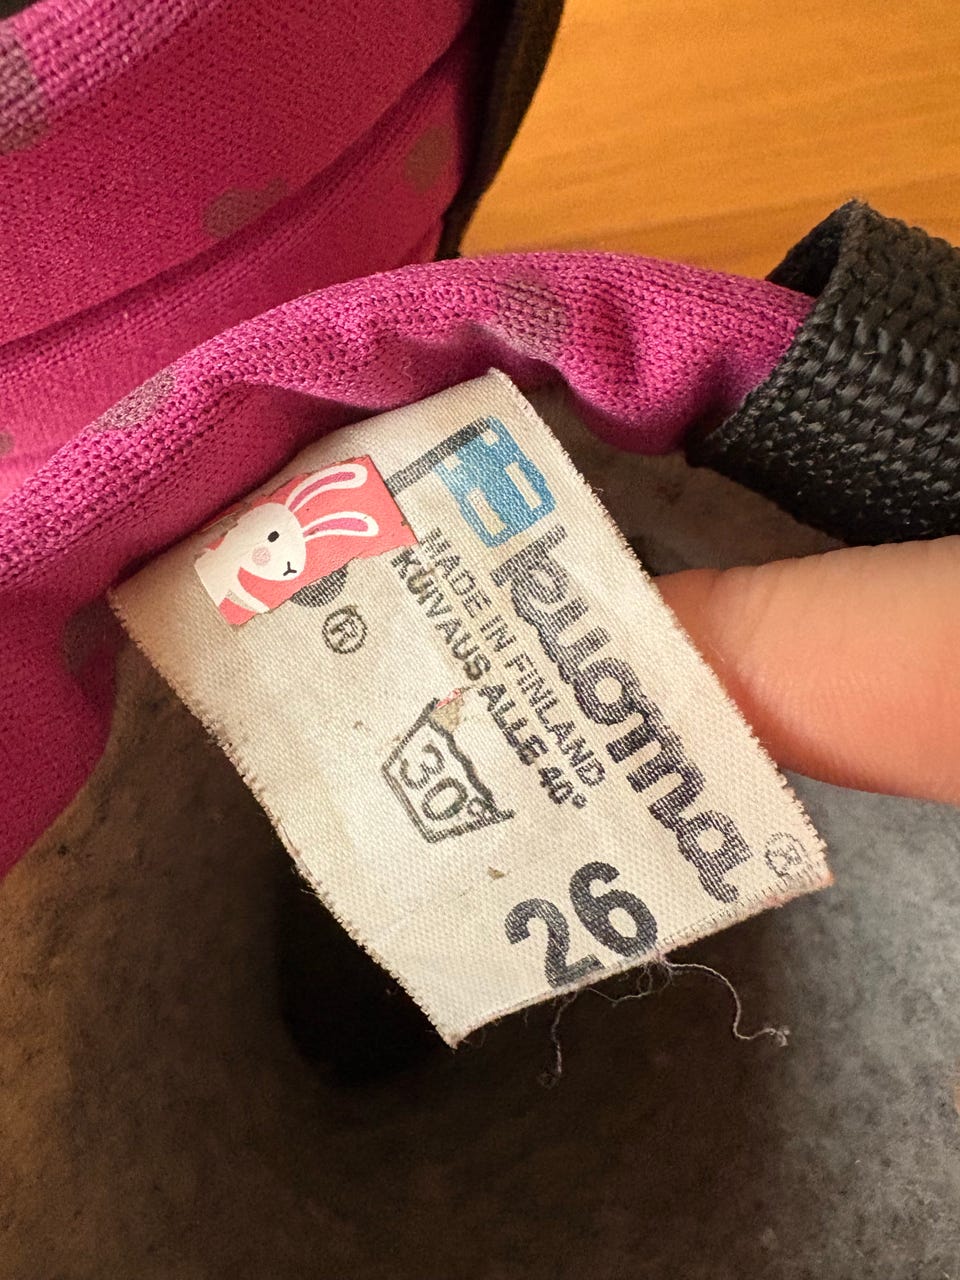 kuoma ®
MADE IN FINLAND
KUIVAUS ALLE 40°
®
30°
26